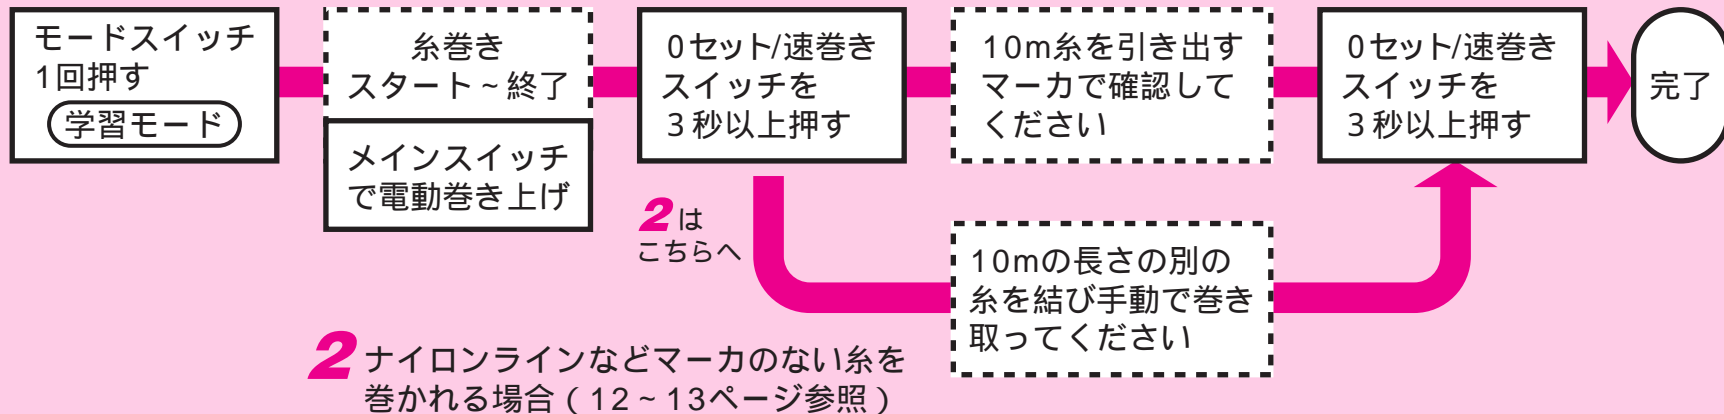 モードスイッチ
1回押す
学習モード
糸巻き
スタート~終了
メインスイッチ
で電動巻き上げ
0セット/速巻き
スイッチを
3秒以上押す
10m糸を引き出す
マーカで確認して
ください
0セット/速巻き
スイッチを
3秒以上押す
完了
2は
こちらへ
10mの長さの別の
糸を結び手動で巻き
取ってください
2 ナイロンラインなどマーカのない糸を
巻かれる場合(12~13ページ参照)